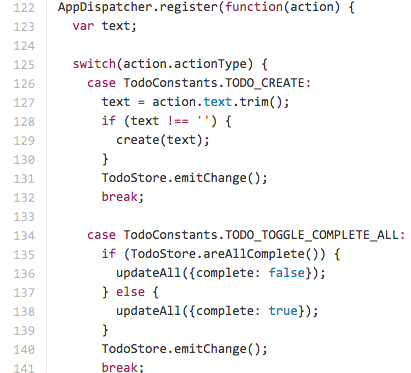 122 AppDispatcher.register(function(action) {
123   var text;
124
125   switch(action.actionType) {
126     case TodoConstants.TODO_CREATE:
127       text = action.text.trim();
128       if (text !== '') {
129         create(text);
130       }
131       TodoStore.emitChange();
132       break;
133
134     case TodoConstants.TODO_TOGGLE_COMPLETE_ALL:
135       if (TodoStore.areAllComplete()) {
136         updateAll({complete: false});
137       } else {
138         updateAll({complete: true});
139       }
140       TodoStore.emitChange();
141       break;